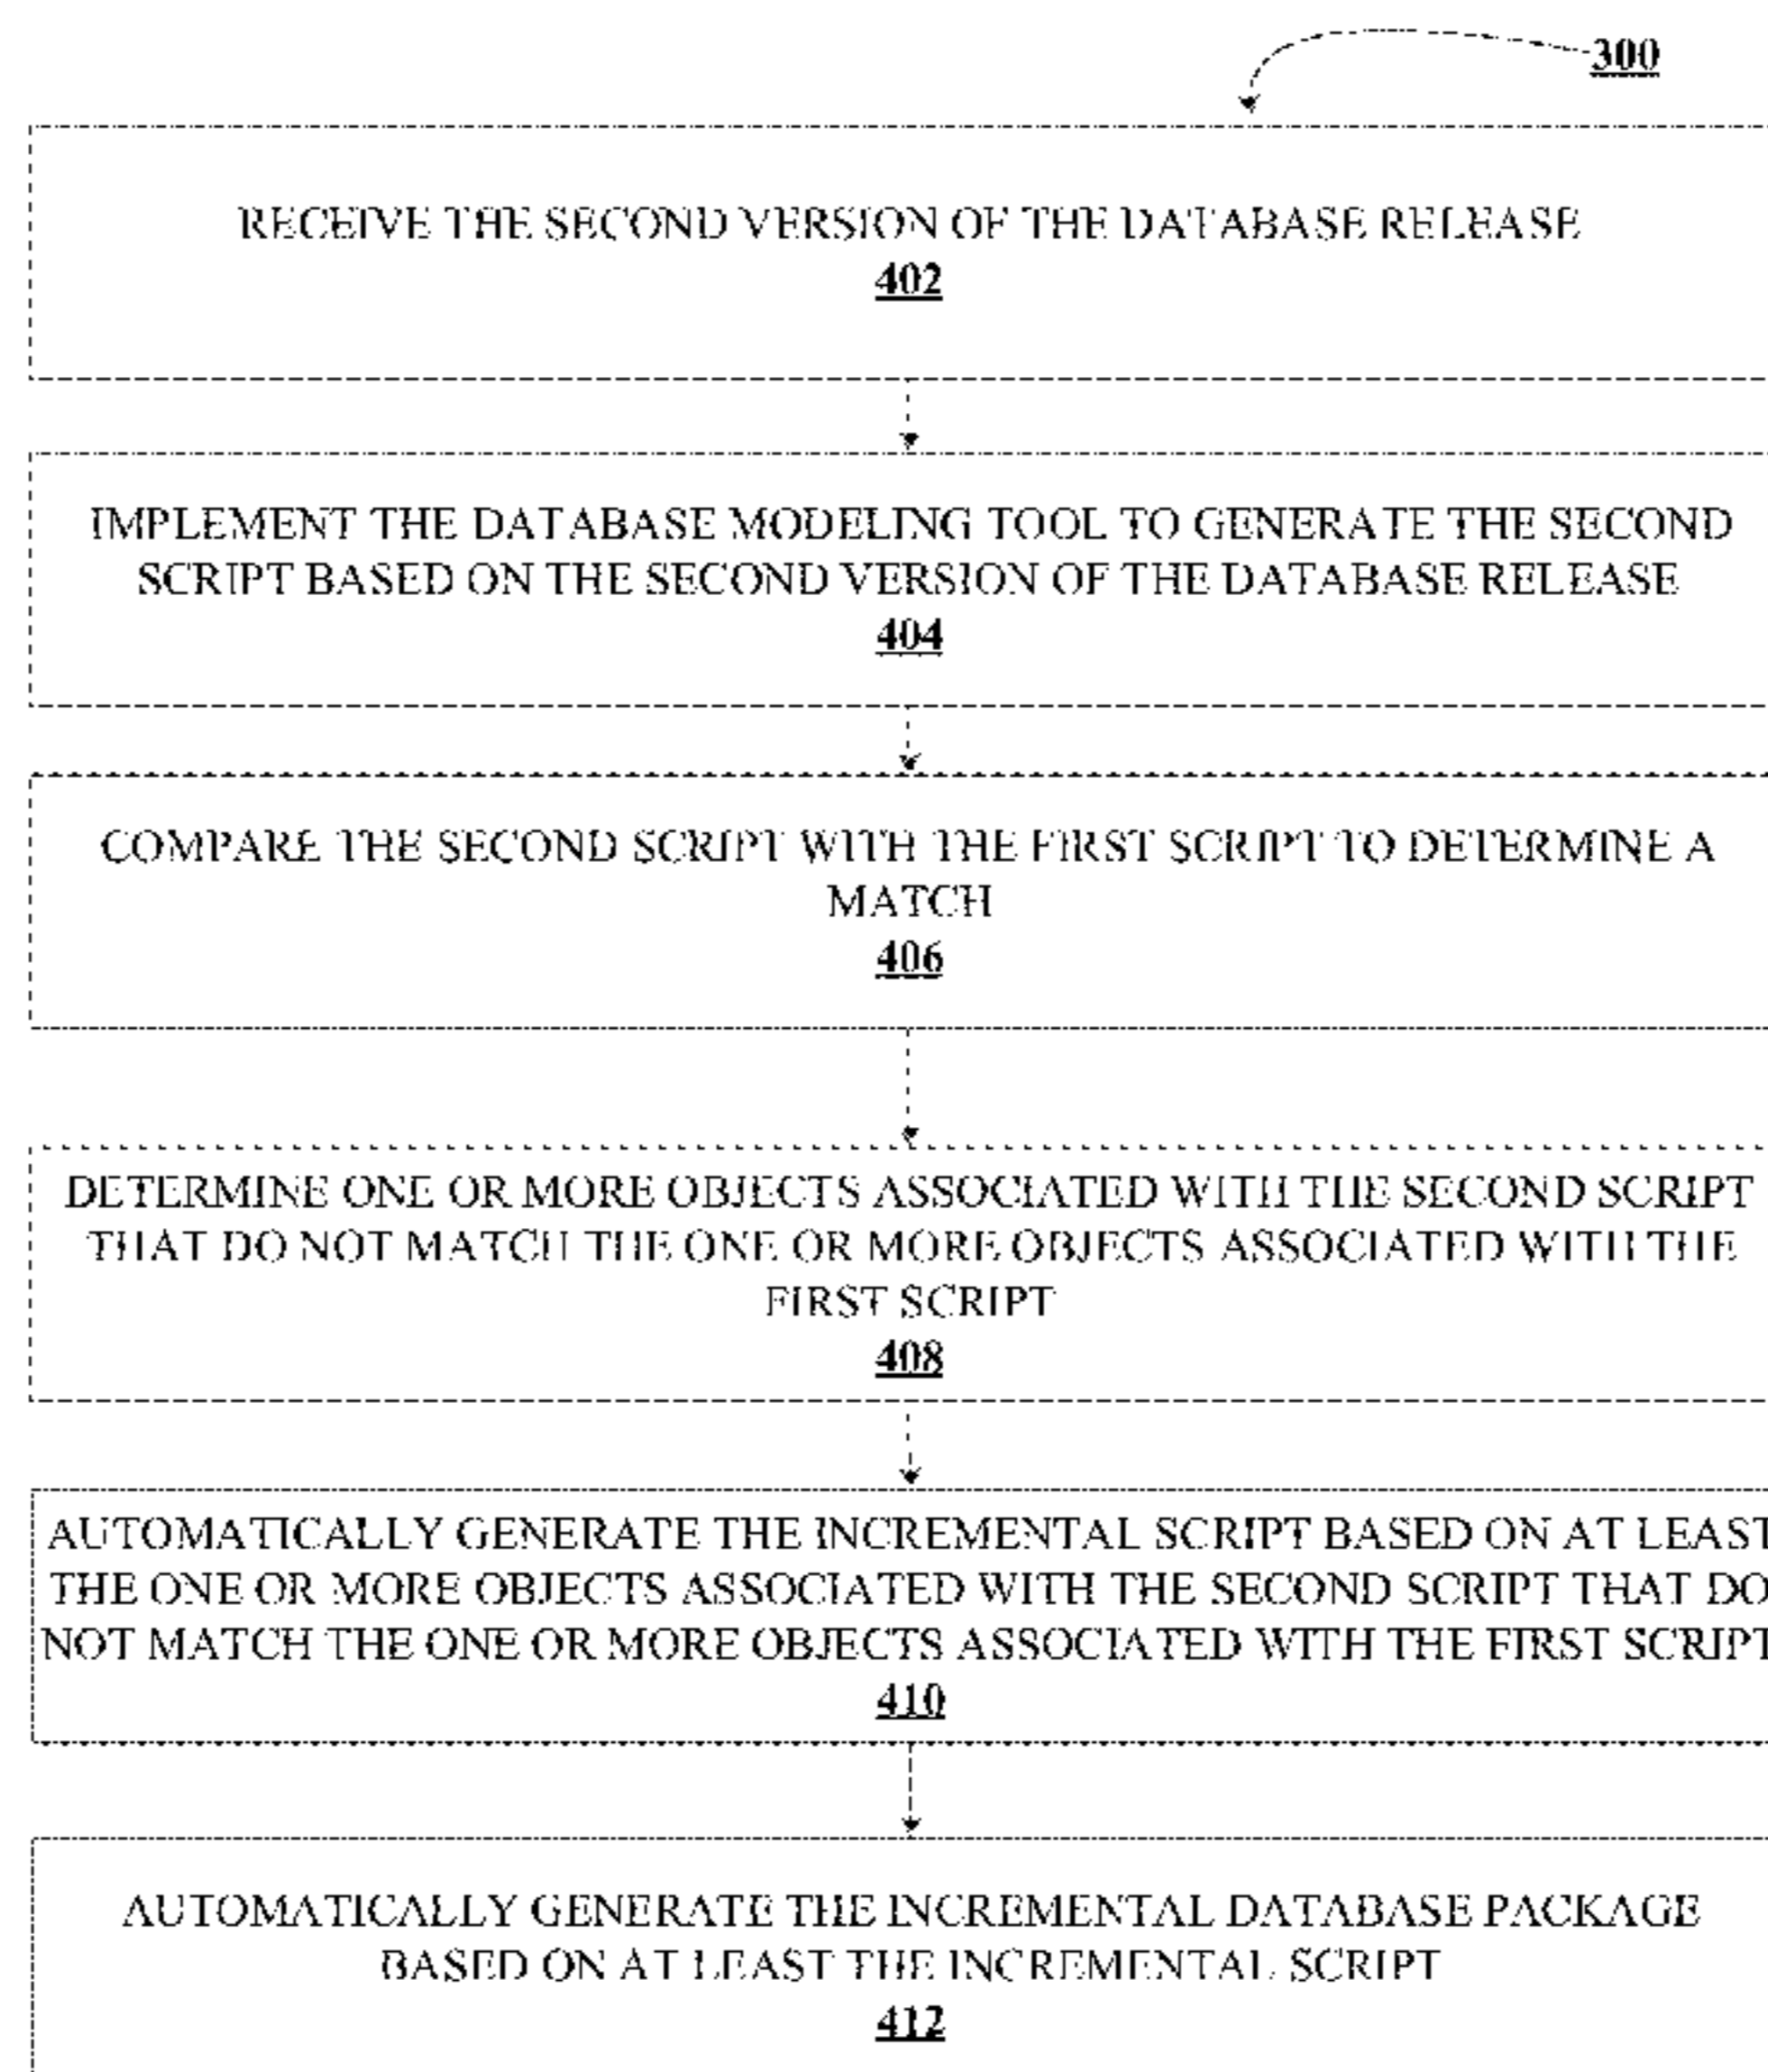 300
RECEIVE THE SECOND VERSION OF THE DATABASE RELEASE
402
IMPLEMENT THE DATABASE MODELING TOOL TO GENERATE THE SECOND
SCRIPT BASED ON THE SECOND VERSION OF THE DATABASE RELEASE
404
COMPARE THE SECOND SCRIPT WITH THE FIRST SCRIPT TO DETERMINE A
MATCH
406
DETERMINE ONE OR MORE OBJECTS ASSOCIATED WITH THE SECOND SCRIPT
THAT DO NOT MATCH THE ONE OR MORE OBJECTS ASSOCIATED WITH THE
FIRST SCRIPT
408
AUTOMATICALLY GENERATE THE INCREMENTAL SCRIPT BASED ON AT LEAST
THE ONE OR MORE OBJECTS ASSOCIATED WITH THE SECOND SCRIPT THAT DO
NOT MATCH THE ONE OR MORE OBJECTS ASSOCIATED WITH THE FIRST SCRIPT
410
AUTOMATICALLY GENERATE THE INCREMENTAL DATABASE PACKAGE
BASED ON AT LEAST THE INCREMENTAL SCRIPT
412